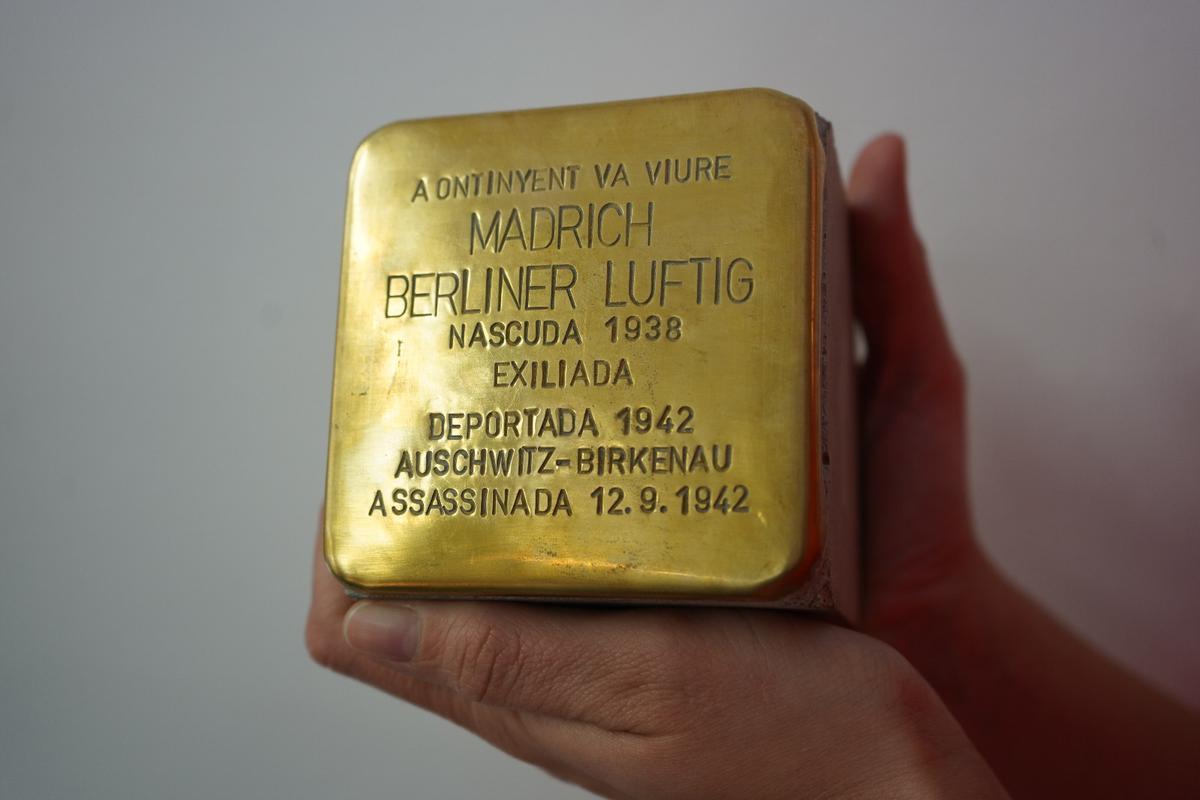 A ONTINYENT VA VIURE
MADRICH
BERLINER LUFTIG
NASCUDA 1938
EXILIADA
DEPORTADA 1942
AUSCHWITZ-BIRKENAU
ASSASSINADA 12.9.1942